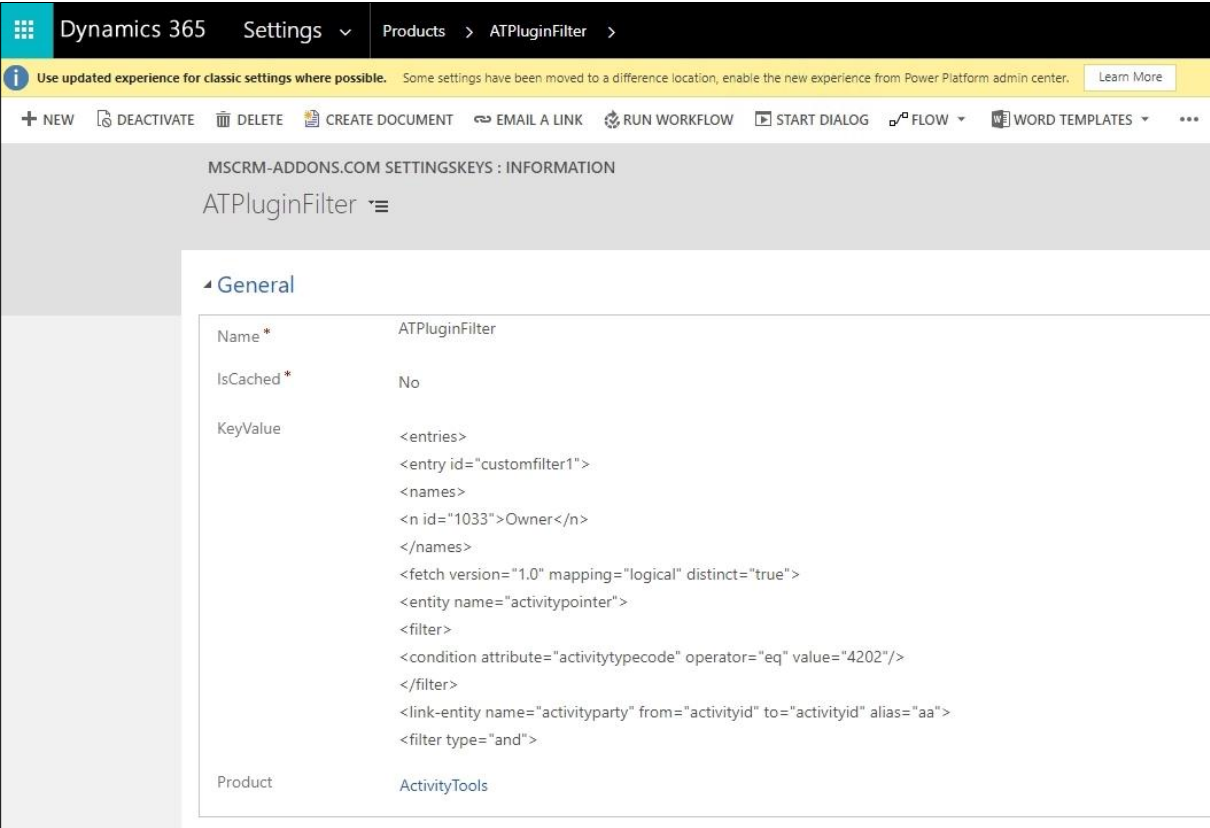 Dynamics 365 Settings Products > ATPluginFilter >
Use updated experience for classic settings where possible. Some settings have been moved to a difference location, enable the new experience from Power Platform admin center. Learn More
NEW DEACTIVATE DELETE CREATE DOCUMENT EMAIL A LINK RUN WORKFLOW START DIALOG FLOW WORD TEMPLATES ...
MSCRM-ADDONS.COM SETTINGSKEYS : INFORMATION
ATPluginFilter
General
Name* ATPluginFilter
IsCached* No
KeyValue
<entries>
<entry id="customfilter1">
<names>
<n id="1033">Owner</n>
</names>
<fetch version="1.0" mapping="logical" distinct="true">
<entity name="activitypointer">
<filter>
<condition attribute="activitytypecode" operator="eq" value="4202"/>
</filter>
<link-entity name="activityparty" from="activityid" to="activityid" alias="aa">
<filter type="and">
Product ActivityTools